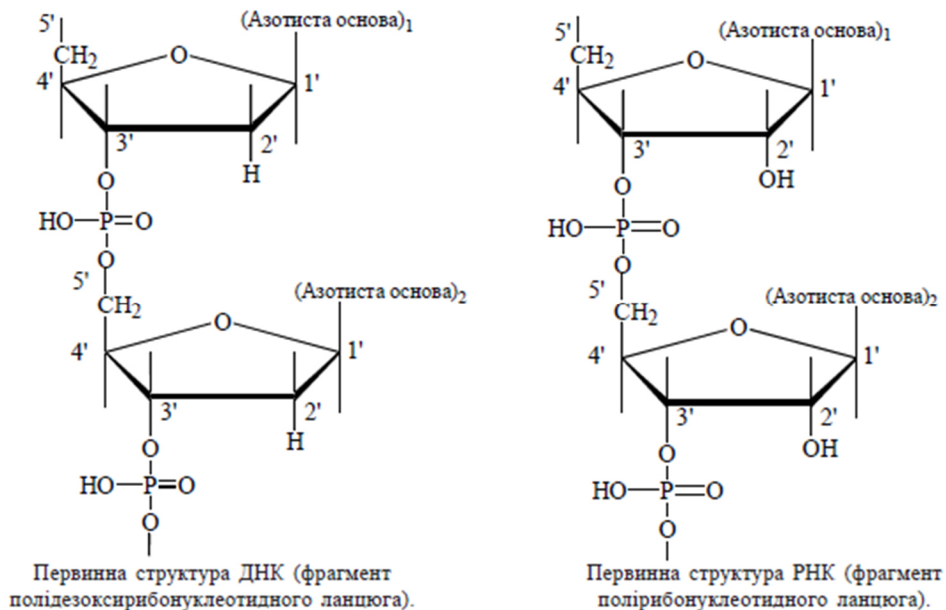 5'
(Азотиста основа)1
CH2
O
4'
1'
3'
2'
H
O
HO—P=O
O
5'
(Азотиста основа)2
CH2
O
4'
1'
3'
2'
H
O
HO—P=O
O
Первинна структура ДНК (фрагмент
полідезоксирибонуклеотидного ланцюга).
5'
(Азотиста основа)1
CH2
O
4'
1'
3'
2'
OH
O
HO—P=O
O
5'
(Азотиста основа)2
CH2
O
4'
1'
3'
2'
OH
O
HO—P=O
O
Первинна структура РНК (фрагмент
полірибонуклеотидного ланцюга).